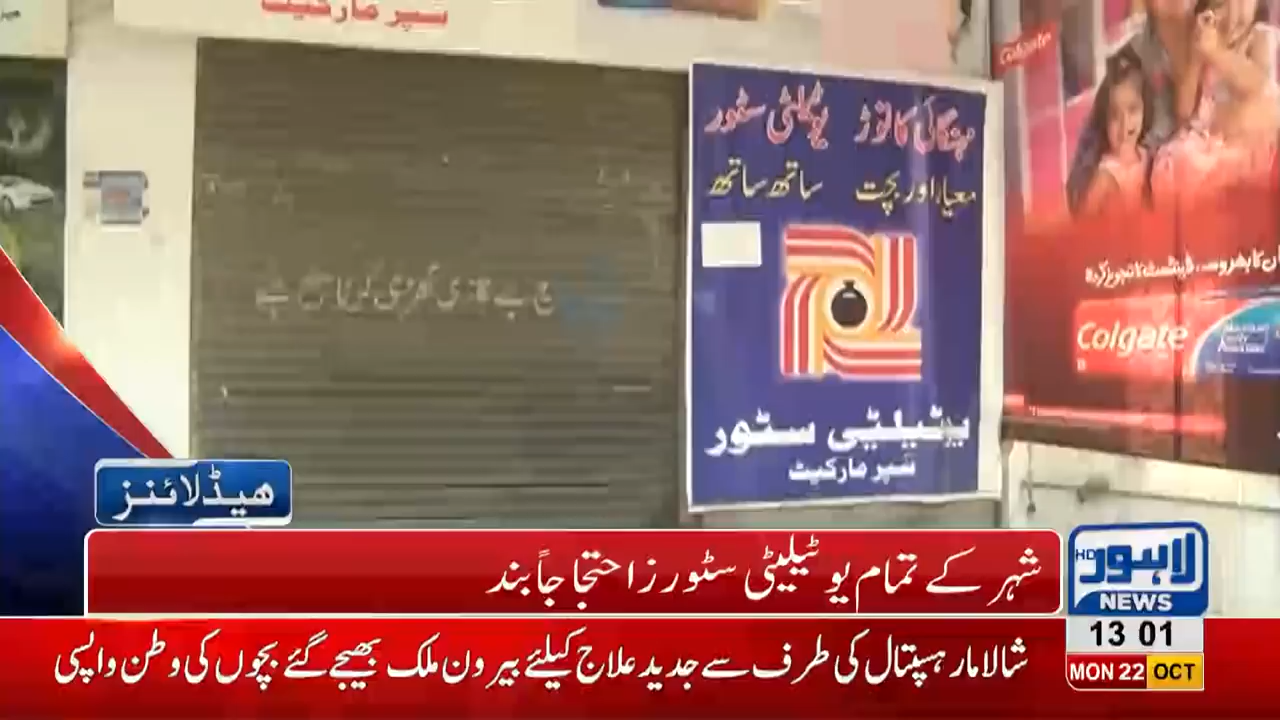 سپر مارکیٹ
Colgate
مہنگائی کا توڑ یوٹیلٹی سٹور
معیار اور بچت ساتھ ساتھ
Colgate
یوٹیلیٹی سٹور
سپر مارکیٹ
ہیڈلائنز
شہر کے تمام یوٹیلیٹی سٹورز احتجاجاً بند
HD لاہور
NEWS
13 01
MON 22 OCT
شالامار ہسپتال کی طرف سے جدید علاج کیلئے بیرون ملک بھیجے گئے بچوں کی وطن واپسی